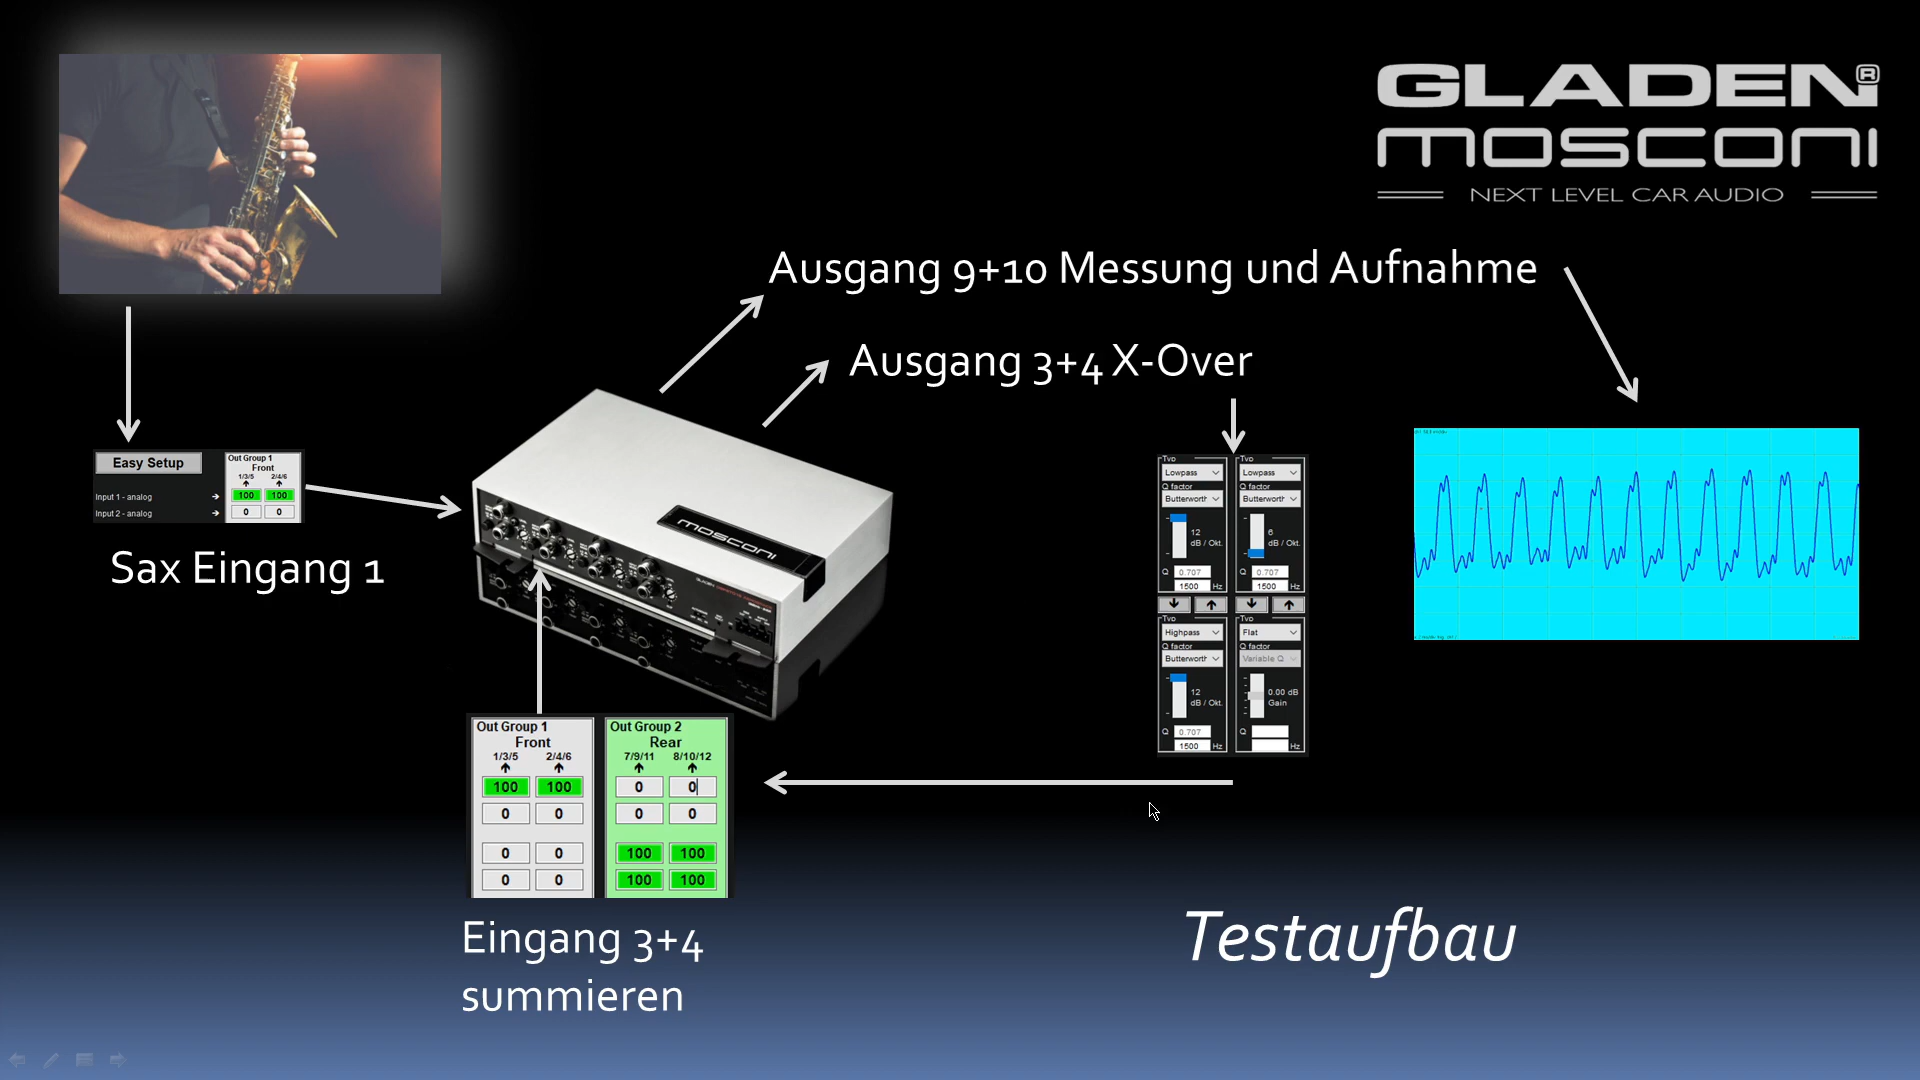 GLADEN®
MOSCONI
NEXT LEVEL CAR AUDIO
Ausgang 9+10 Messung und Aufnahme
Ausgang 3+4 X-Over
Easy Setup
Out Group 1
Front
1/3/5 2/4/6
Input 1 - analog 100 100
Input 2 - analog 0 0
Sax Eingang 1
MOSCONI
Lowpass Lowpass
Q factor Q factor
Butterworth Butterworth
12 6
dB / Okt. dB / Okt.
Q 0.707 Q 0.707
1500 Hz 1500 Hz
Highpass Flat
Q factor Q factor
Butterworth Variable Q
12 0.00 dB
dB / Okt. Gain
Q 0.707 Q
1500 Hz Hz
Out Group 1 Out Group 2
Front Rear
1/3/5 2/4/6 7/9/11 8/10/12
100 100 0 0
0 0 0 0
0 0 100 100
0 0 100 100
Eingang 3+4
summieren
Testaufbau